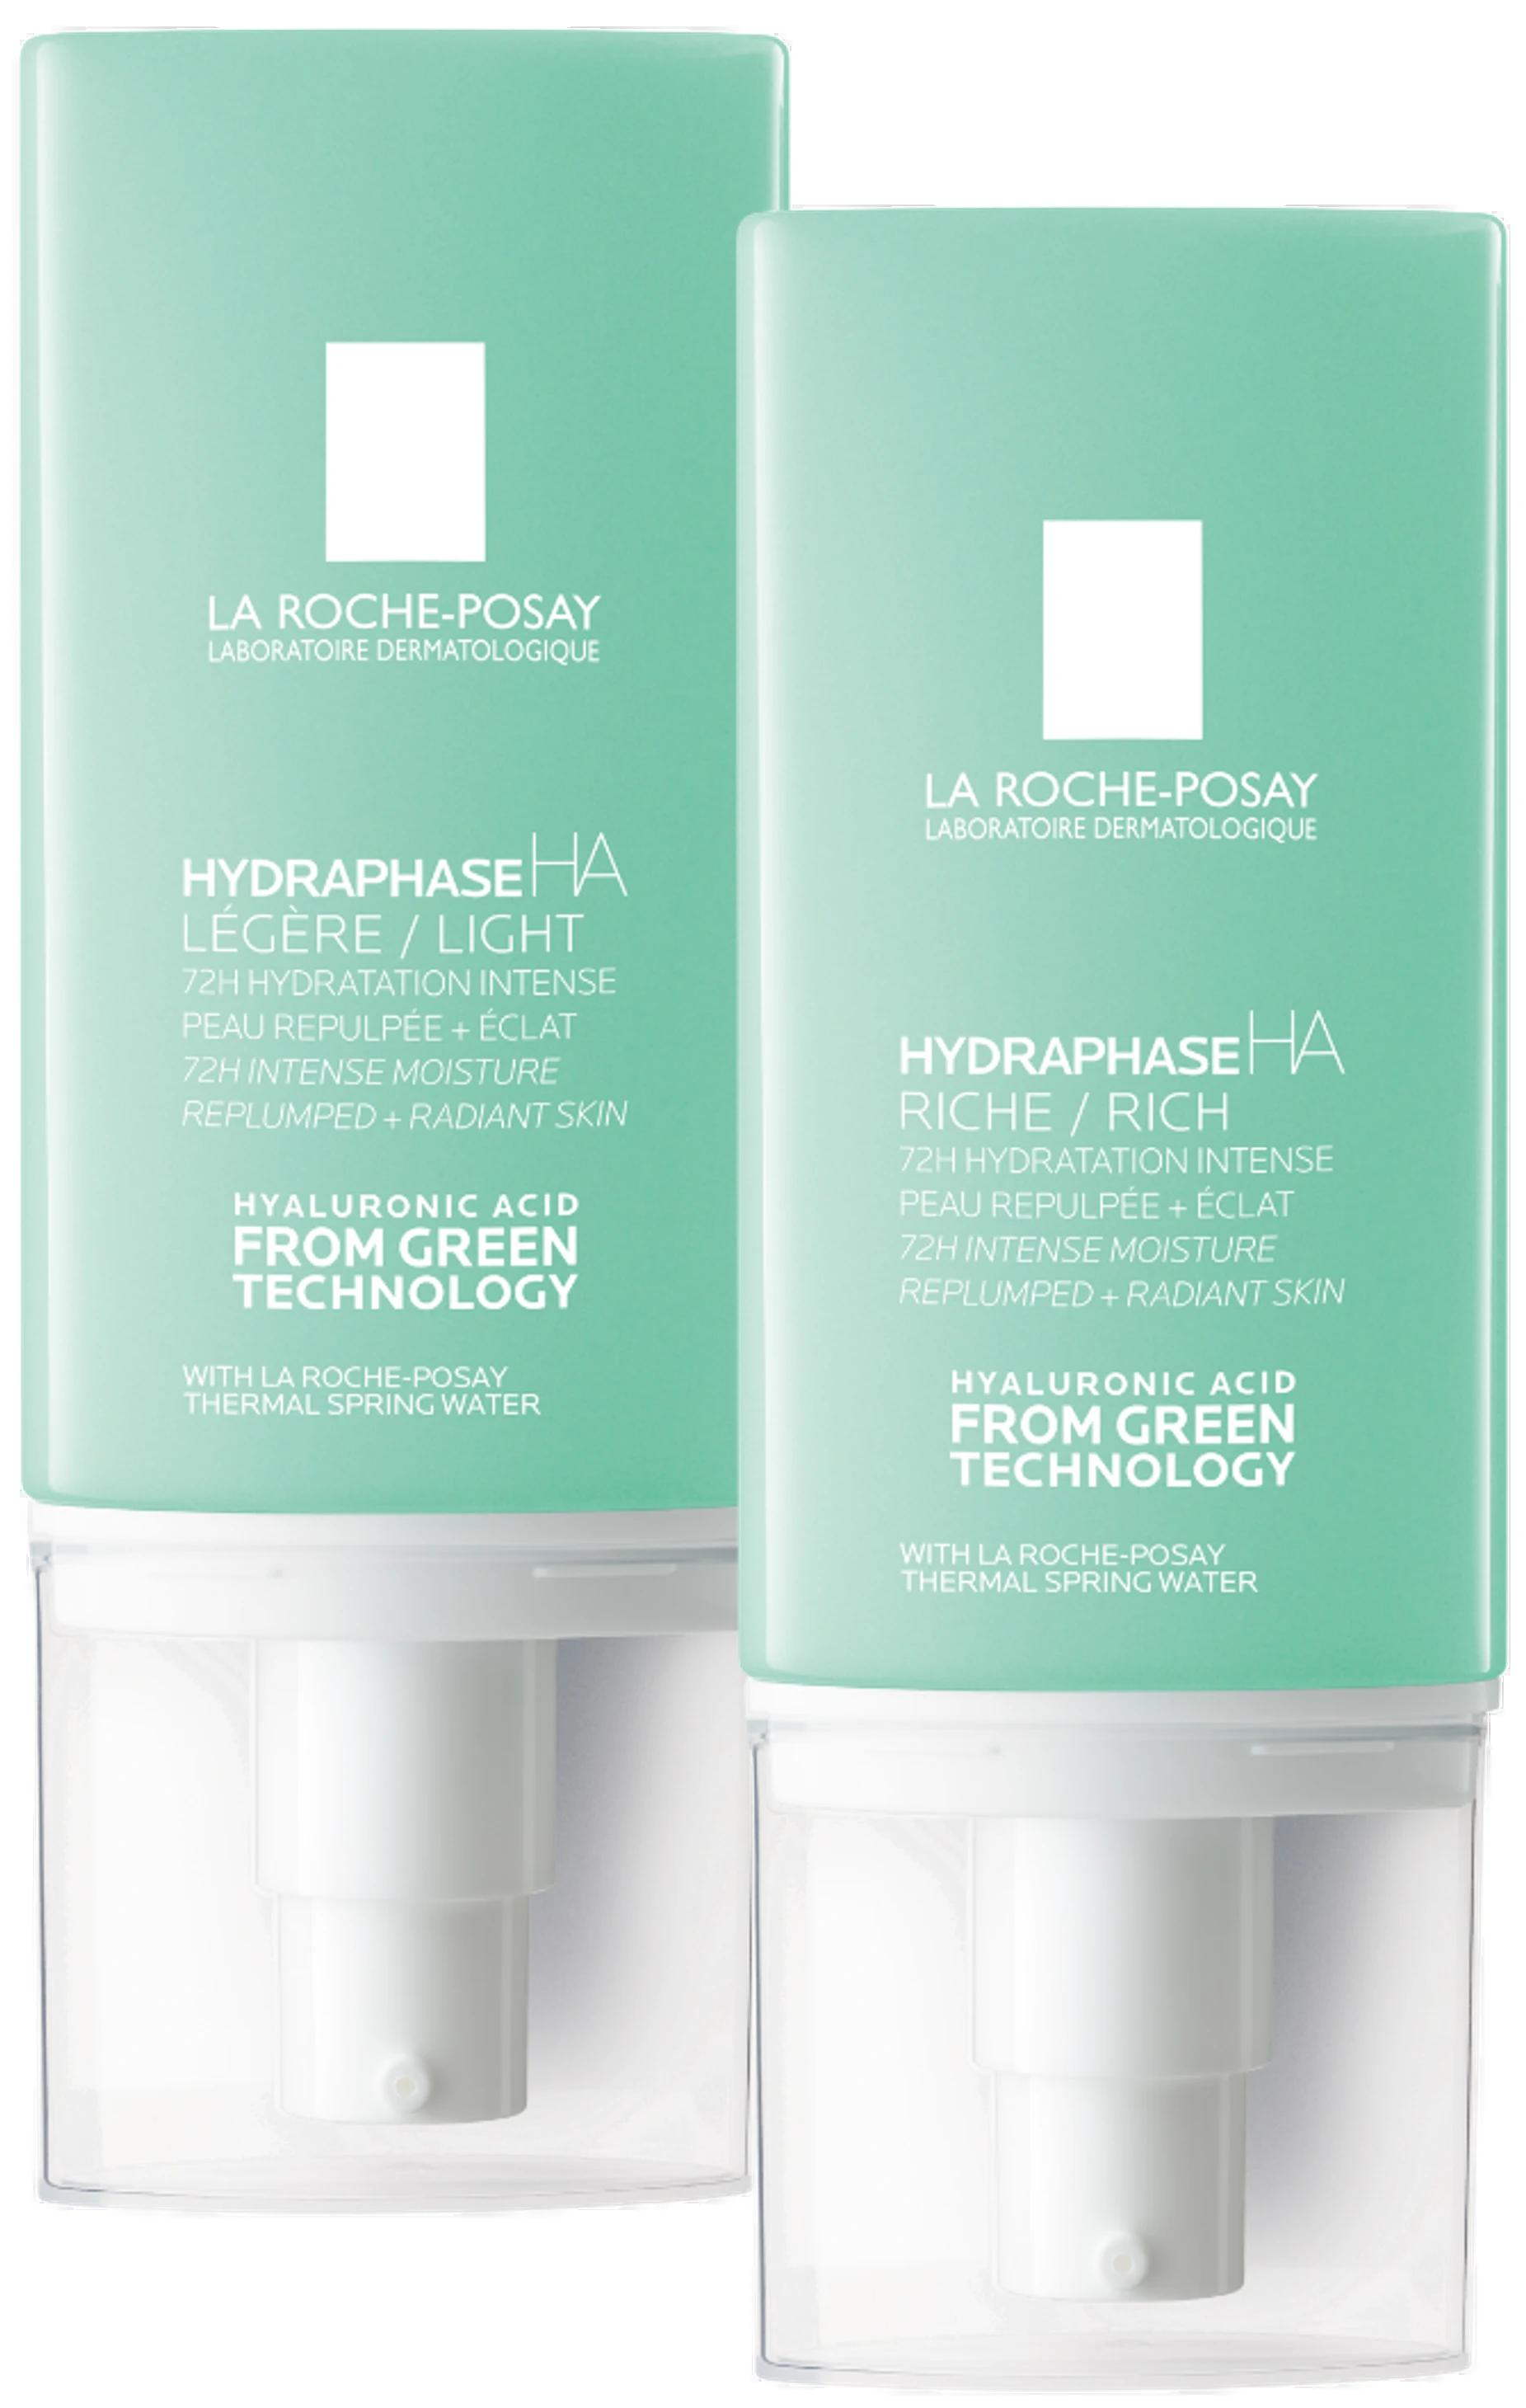 LA ROCHE-POSAY
LABORATOIRE DERMATOLOGIQUE
HYDRAPHASE HA
LÉGÈRE / LIGHT
72H HYDRATATION INTENSE
PEAU REPULPÉE + ÉCLAT
72H INTENSE MOISTURE
REPLUMPED + RADIANT SKIN
HYALURONIC ACID
FROM GREEN
TECHNOLOGY
WITH LA ROCHE-POSAY
THERMAL SPRING WATER
LA ROCHE-POSAY
LABORATOIRE DERMATOLOGIQUE
HYDRAPHASE HA
RICHE / RICH
72H HYDRATATION INTENSE
PEAU REPULPÉE + ÉCLAT
72H INTENSE MOISTURE
REPLUMPED + RADIANT SKIN
HYALURONIC ACID
FROM GREEN
TECHNOLOGY
WITH LA ROCHE-POSAY
THERMAL SPRING WATER